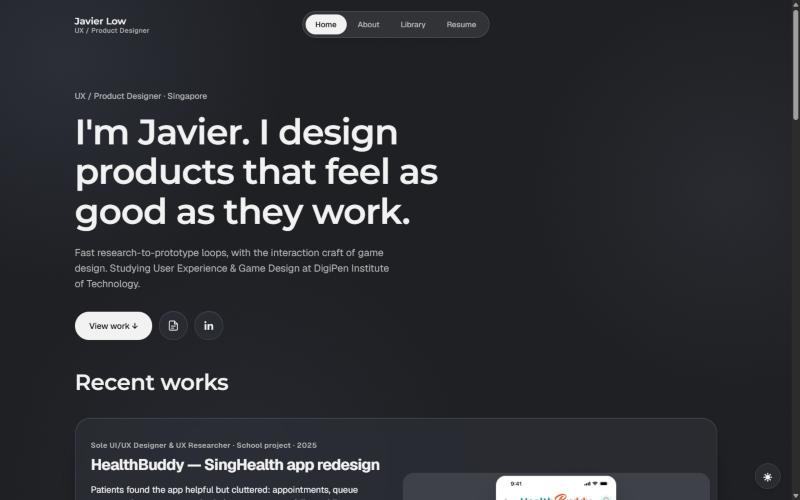 Javier Low
UX / Product Designer
Home
About
Library
Resume
UX / Product Designer · Singapore
I'm Javier. I design
products that feel as
good as they work.
Fast research-to-prototype loops, with the interaction craft of game
design. Studying User Experience & Game Design at DigiPen Institute
of Technology.
View work ↓
in
Recent works
Sole UI/UX Designer & UX Researcher · School project · 2025
HealthBuddy — SingHealth app redesign
9:41
Patients found the app helpful but cluttered: appointments, queue